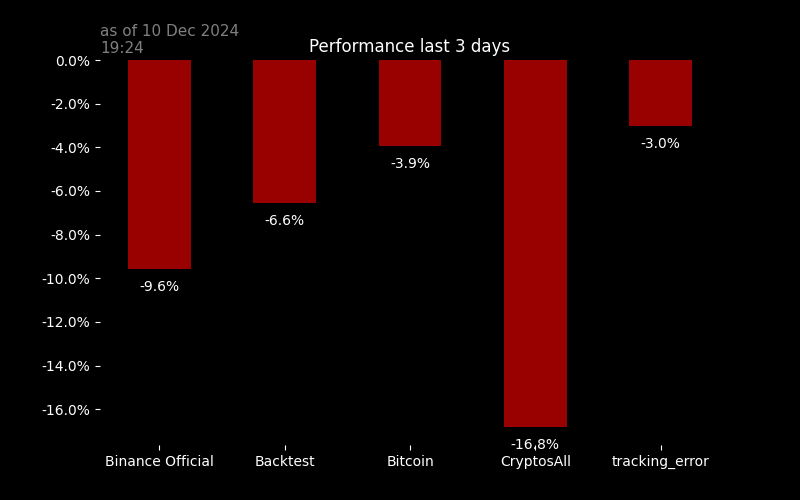 as of 10 Dec 2024
19:24
Performance last 3 days
0.0%
-2.0%
-4.0%
-6.0%
-8.0%
-10.0%
-12.0%
-14.0%
-16.0%
-9.6%
-6.6%
-3.9%
-16.8%
-3.0%
Binance Official
Backtest
Bitcoin
CryptosAll
tracking_error